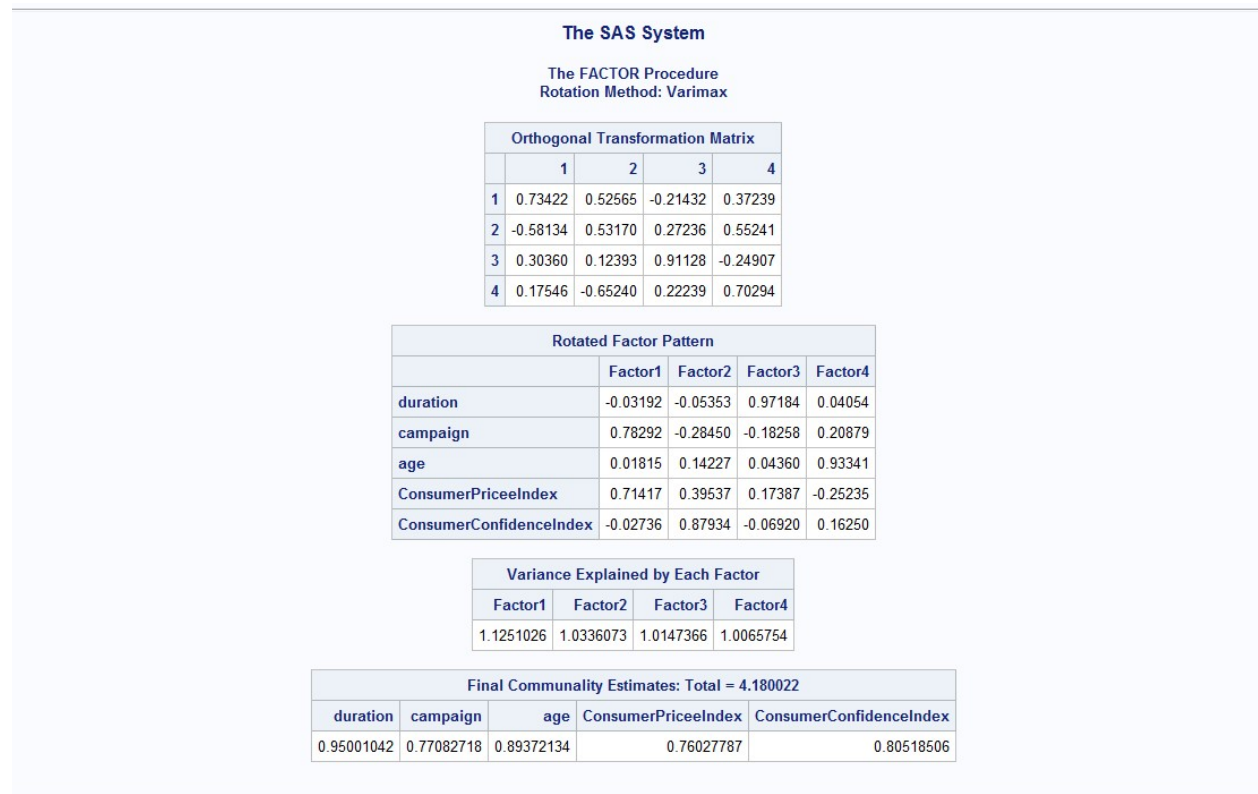 The SAS System
The FACTOR Procedure
Rotation Method: Varimax
Orthogonal Transformation Matrix
1 2 3 4
1 0.73422 0.52565 -0.21432 0.37239
2 -0.58134 0.53170 0.27236 0.55241
3 0.30360 0.12393 0.91128 -0.24907
4 0.17546 -0.65240 0.22239 0.70294
Rotated Factor Pattern
Factor1 Factor2 Factor3 Factor4
duration -0.03192 -0.05353 0.97184 0.04054
campaign 0.78292 -0.28450 -0.18258 0.20879
age 0.01815 0.14227 0.04360 0.93341
ConsumerPriceeIndex 0.71417 0.39537 0.17387 -0.25235
ConsumerConfidenceIndex -0.02736 0.87934 -0.06920 0.16250
Variance Explained by Each Factor
Factor1 Factor2 Factor3 Factor4
1.1251026 1.0336073 1.0147366 1.0065754
Final Communality Estimates: Total = 4.180022
duration campaign age ConsumerPriceeIndex ConsumerConfidenceIndex
0.95001042 0.77082718 0.89372134 0.76027787 0.80518506